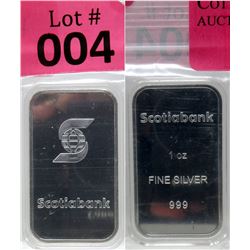 Lot #
004
Scotiabank
Scotiabank
1 oz
FINE SILVER
999